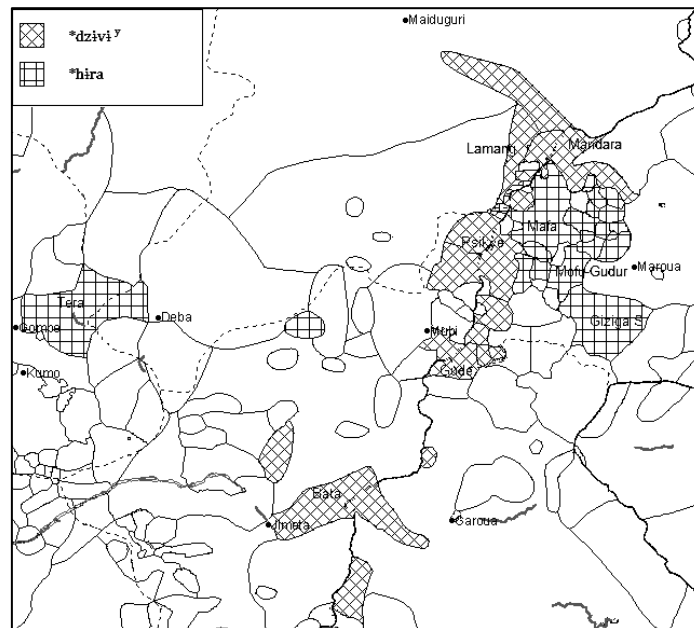 *dzɨvɨ ʸ
*hɨra
Maiduguri
Lamang
Mandara
Psikye
Mafa
Mofu-Gudur
Maroua
Tera
Deba
Gombe
Giziga S
Mubi
Gude
Kumo
Bata
Jimeta
Garoua